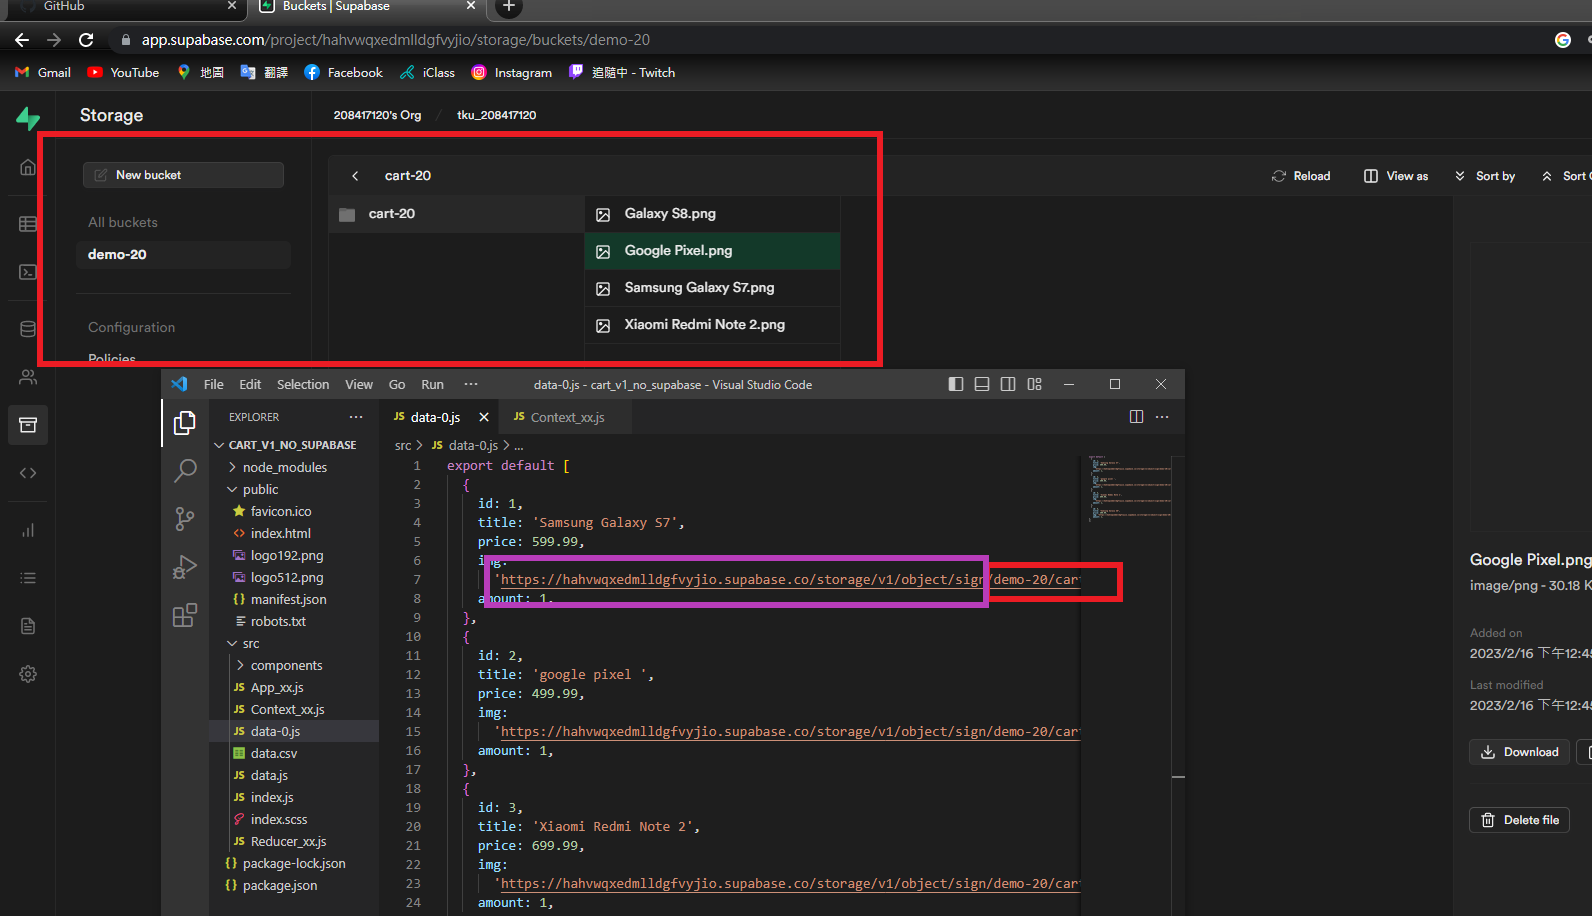 GitHub
Buckets | Supabase
app.supabase.com/project/hahvwqxedmlldgfvyjio/storage/buckets/demo-20
Gmail YouTube 地圖 翻譯 Facebook iClass Instagram 追隨中 - Twitch
Storage
208417120's Org / tku_208417120
New bucket
All buckets
demo-20
Configuration
Policies
cart-20
Reload View as Sort by Sort
cart-20
Galaxy S8.png
Google Pixel.png
Samsung Galaxy S7.png
Xiaomi Redmi Note 2.png
Google Pixel.png
image/png - 30.18 K
Added on
2023/2/16 下午12:45
Last modified
2023/2/16 下午12:45
Download
Delete file
File Edit Selection View Go Run ··· data-0.js - cart_v1_no_supabase - Visual Studio Code
EXPLORER
CART_V1_NO_SUPABASE
node_modules
public
favicon.ico
index.html
logo192.png
logo512.png
manifest.json
robots.txt
src
components
App_xx.js
Context_xx.js
data-0.js
data.csv
data.js
index.js
index.scss
Reducer_xx.js
package-lock.json
package.json
JS data-0.js JS Context_xx.js
src > JS data-0.js > ...
1 export default [
2 {
3 id: 1,
4 title: 'Samsung Galaxy S7',
5 price: 599.99,
6 img:
7 'https://hahvwqxedmlldgfvyjio.supabase.co/storage/v1/object/sign/demo-20/car
8 amount: 1,
9 },
10 {
11 id: 2,
12 title: 'google pixel ',
13 price: 499.99,
14 img:
15 'https://hahvwqxedmlldgfvyjio.supabase.co/storage/v1/object/sign/demo-20/car
16 amount: 1,
17 },
18 {
19 id: 3,
20 title: 'Xiaomi Redmi Note 2',
21 price: 699.99,
22 img:
23 'https://hahvwqxedmlldgfvyjio.supabase.co/storage/v1/object/sign/demo-20/car
24 amount: 1,